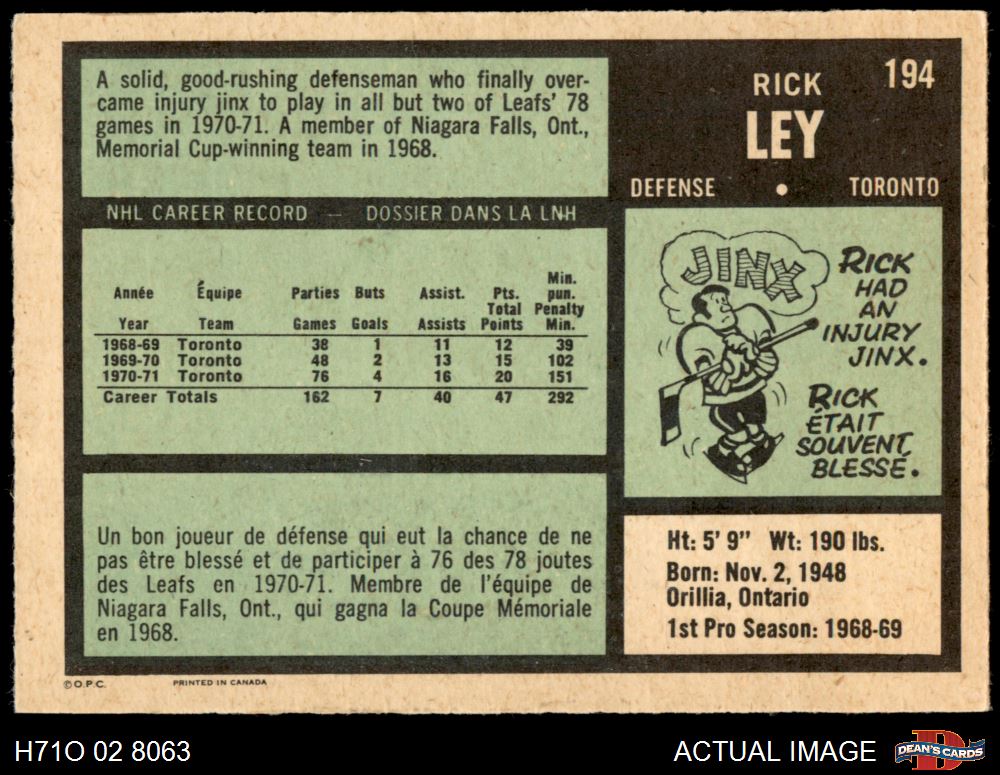 A solid, good-rushing defenseman who finally over-
came injury jinx to play in all but two of Leafs' 78
games in 1970-71. A member of Niagara Falls, Ont.,
Memorial Cup-winning team in 1968.
RICK 194
LEY
DEFENSE • TORONTO
NHL CAREER RECORD — DOSSIER DANS LA LNH
Min.
Année Équipe Parties Buts Assist. Pts. pun.
Total Penalty
Year Team Games Goals Assists Points Min.
1968-69 Toronto 38 1 11 12 39
1969-70 Toronto 48 2 13 15 102
1970-71 Toronto 76 4 16 20 151
Career Totals 162 7 40 47 292
JINX
RICK
HAD
AN
INJURY
JINX.
RICK
ÉTAIT
SOUVENT
BLESSÉ.
Un bon joueur de défense qui eut la chance de ne
pas être blessé et de participer à 76 des 78 joutes
des Leafs en 1970-71. Membre de l'équipe de
Niagara Falls, Ont., qui gagna la Coupe Mémoriale
en 1968.
Ht: 5' 9" Wt: 190 lbs.
Born: Nov. 2, 1948
Orillia, Ontario
1st Pro Season: 1968-69
©O.P.C. PRINTED IN CANADA
H71O 02 8063 ACTUAL IMAGE DEAN'S CARDS